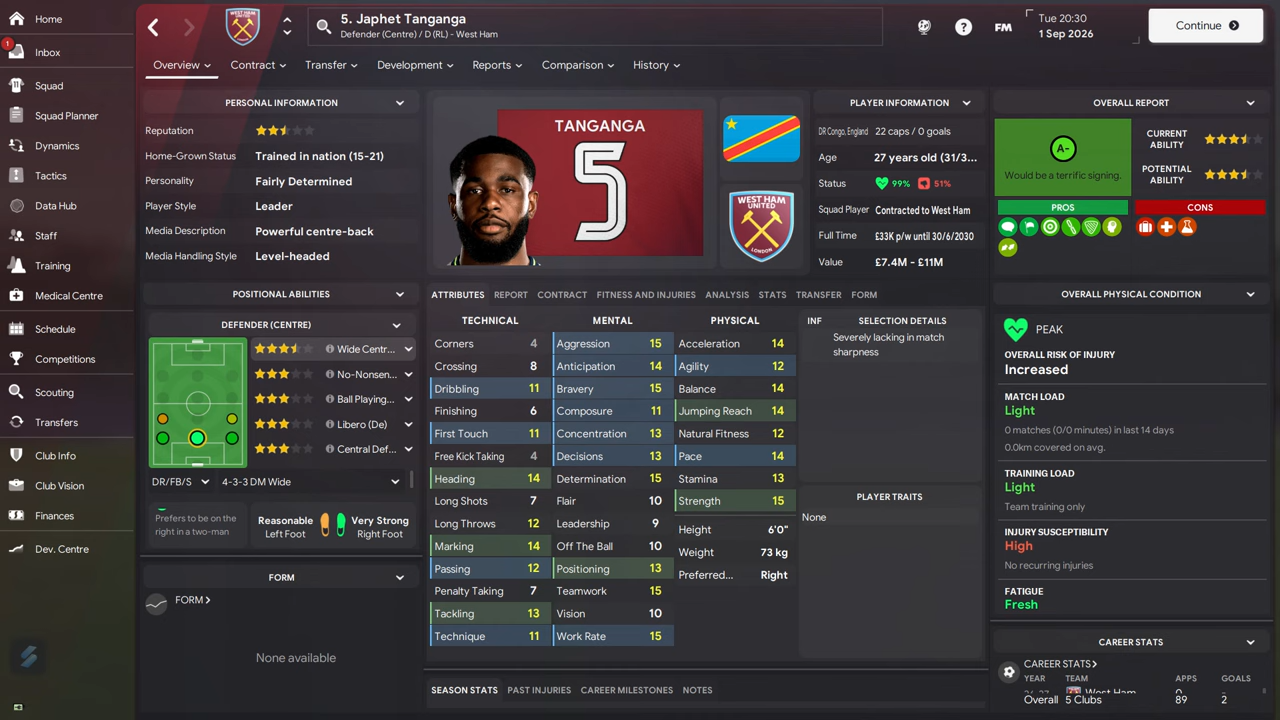 Home
1
Inbox
Squad
Squad Planner
Dynamics
Tactics
Data Hub
Staff
Training
Medical Centre
Schedule
Competitions
Scouting
Transfers
Club Info
Club Vision
Finances
Dev. Centre
WEST HAM UNITED LONDON
5. Japhet Tanganga
Defender (Centre) / D (RL) - West Ham
?
FM
Tue 20:30
1 Sep 2026
Continue
Overview
Contract
Transfer
Development
Reports
Comparison
History
PERSONAL INFORMATION
Reputation
Home-Grown Status Trained in nation (15-21)
Personality Fairly Determined
Player Style Leader
Media Description Powerful centre-back
Media Handling Style Level-headed
TANGANGA
5
WEST HAM
UNITED
LONDON
PLAYER INFORMATION
DR Congo, England 22 caps / 0 goals
Age 27 years old (31/3...
Status 99% 51%
Squad Player Contracted to West Ham
Full Time £33K p/w until 30/6/2030
Value £7.4M - £11M
OVERALL REPORT
A-
Would be a terrific signing.
CURRENT
ABILITY
POTENTIAL
ABILITY
PROS
CONS
POSITIONAL ABILITIES
DEFENDER (CENTRE)
Wide Centr...
No-Nonsen...
Ball Playing...
Libero (De)
Central Def...
DR/FB/S
4-3-3 DM Wide
Prefers to be on the
right in a two-man
Reasonable
Left Foot
Very Strong
Right Foot
FORM
FORM
None available
ATTRIBUTES REPORT CONTRACT FITNESS AND INJURIES ANALYSIS STATS TRANSFER FORM
TECHNICAL
Corners 4
Crossing 8
Dribbling 11
Finishing 6
First Touch 11
Free Kick Taking 4
Heading 14
Long Shots 7
Long Throws 12
Marking 14
Passing 12
Penalty Taking 7
Tackling 13
Technique 11
MENTAL
Aggression 15
Anticipation 14
Bravery 15
Composure 11
Concentration 13
Decisions 13
Determination 15
Flair 10
Leadership 9
Off The Ball 10
Positioning 13
Teamwork 15
Vision 10
Work Rate 15
PHYSICAL
Acceleration 14
Agility 12
Balance 14
Jumping Reach 14
Natural Fitness 12
Pace 14
Stamina 13
Strength 15
Height 6'0"
Weight 73 kg
Preferred... Right
INF SELECTION DETAILS
Severely lacking in match
sharpness
PLAYER TRAITS
None
OVERALL PHYSICAL CONDITION
PEAK
OVERALL RISK OF INJURY
Increased
MATCH LOAD
Light
0 matches (0/0 minutes) in last 14 days
0.0km covered on avg.
TRAINING LOAD
Light
Team training only
INJURY SUSCEPTIBILITY
High
No recurring injuries
FATIGUE
Fresh
CAREER STATS
CAREER STATS
YEAR TEAM APPS GOALS
West Ham
Overall 5 Clubs 89 2
SEASON STATS PAST INJURIES CAREER MILESTONES NOTES